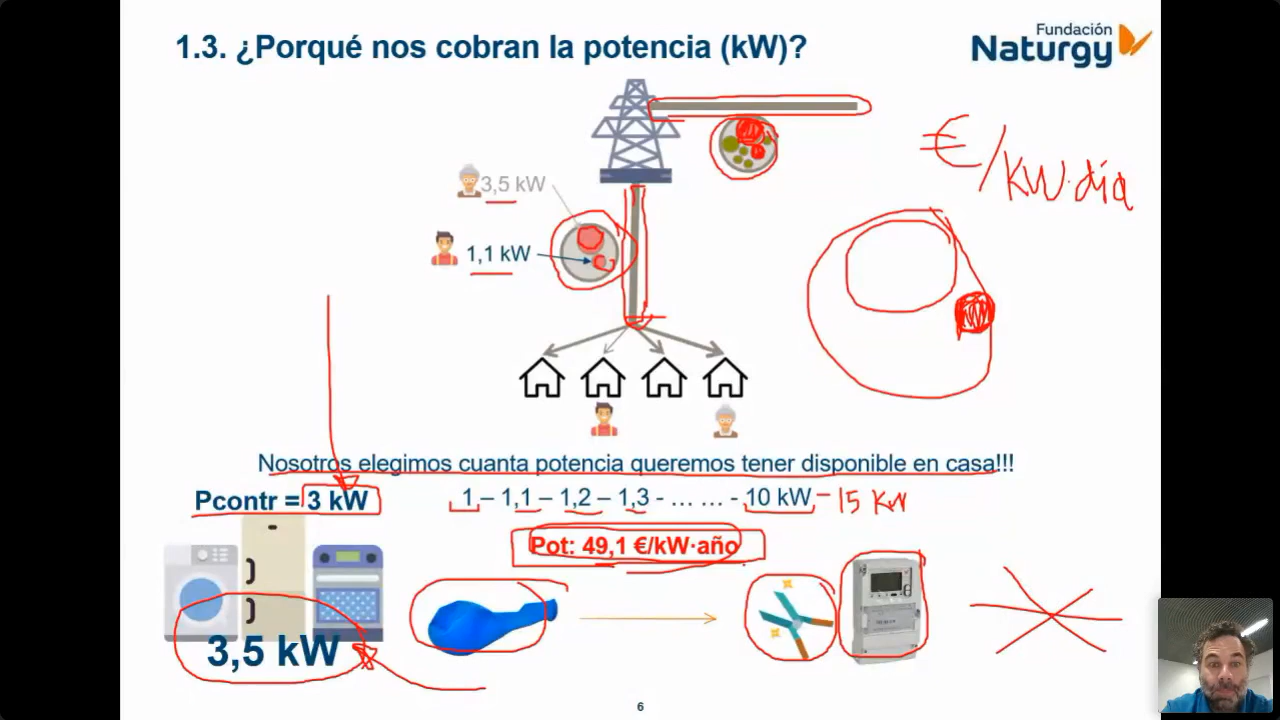 1.3. ¿Porqué nos cobran la potencia (kW)?
Fundación
Naturgy
€/kW·día
3,5 kW
1,1 kW
Nosotros elegimos cuanta potencia queremos tener disponible en casa!!!
Pcontr = 3 kW
1 – 1,1 – 1,2 – 1,3 - ... ... - 10 kW – 15 KW
Pot: 49,1 €/kW·año
3,5 kW
6